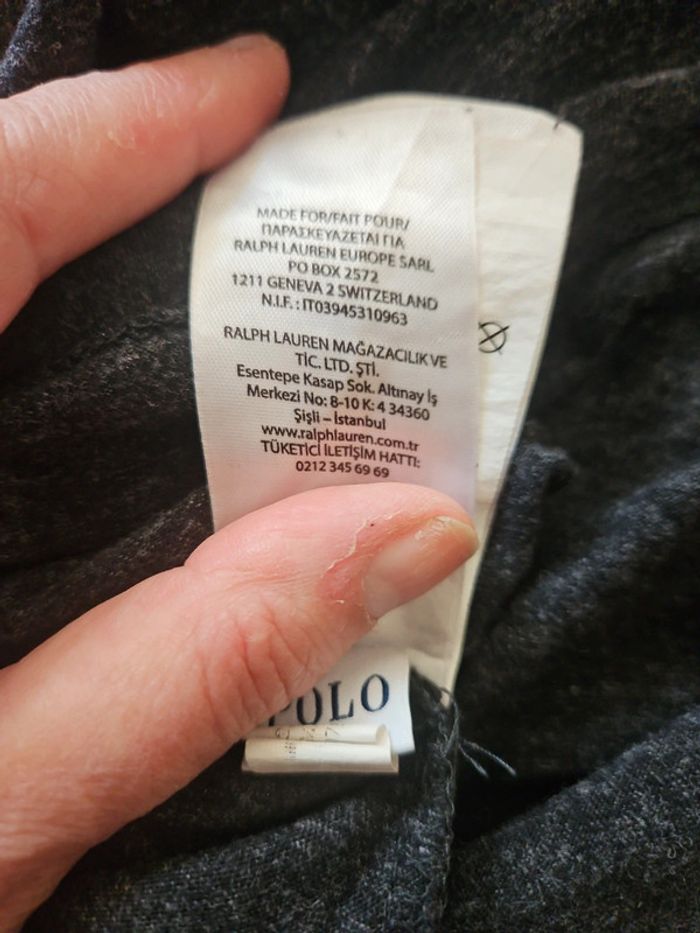 MADE FOR/FAIT POUR/
ΠΑΡΑΣΚΕΥΑΖΕΤΑΙ ΓΙΑ
RALPH LAUREN EUROPE SARL
PO BOX 2572
1211 GENEVA 2 SWITZERLAND
N.I.F. : IT03945310963
RALPH LAUREN MAĞAZACILIK VE
TİC. LTD. ŞTİ.
Esentepe Kasap Sok. Altınay İş
Merkezi No: 8-10 K: 4 34360
Şişli – İstanbul
www.ralphlauren.com.tr
TÜKETİCİ İLETİŞİM HATTI:
0212 345 69 69
POLO